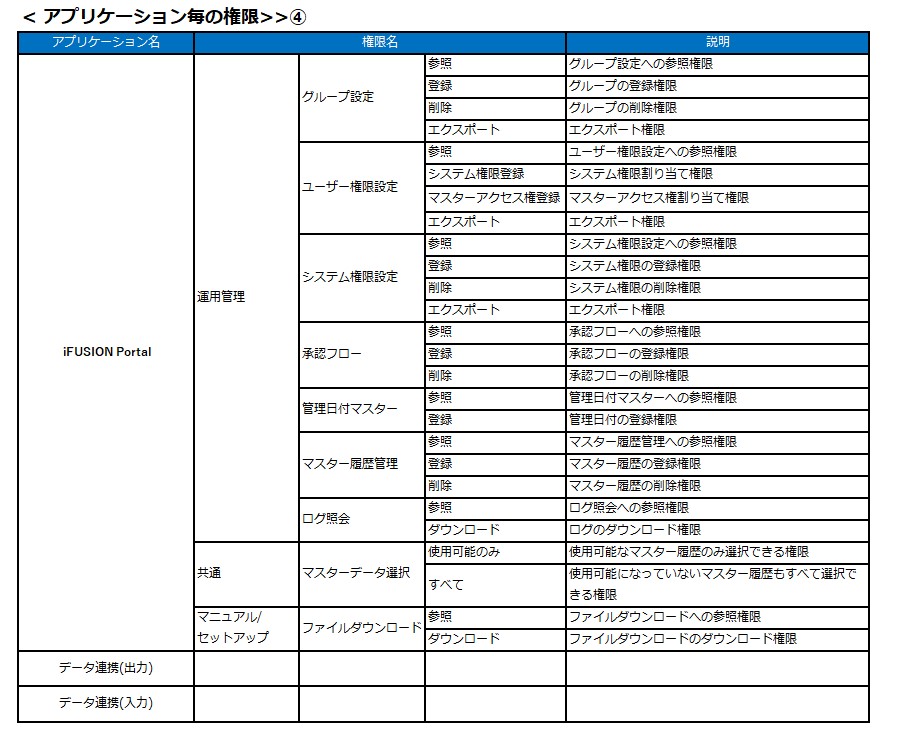 < アプリケーション毎の権限>>④
アプリケーション名 権限名 説明
iFUSION Portal
運用管理
グループ設定
参照 グループ設定への参照権限
登録 グループの登録権限
削除 グループの削除権限
エクスポート エクスポート権限
ユーザー権限設定
参照 ユーザー権限設定への参照権限
システム権限登録 システム権限割り当て権限
マスターアクセス権登録 マスターアクセス権割り当て権限
エクスポート エクスポート権限
システム権限設定
参照 システム権限設定への参照権限
登録 システム権限の登録権限
削除 システム権限の削除権限
エクスポート エクスポート権限
承認フロー
参照 承認フローへの参照権限
登録 承認フローの登録権限
削除 承認フローの削除権限
管理日付マスター
参照 管理日付マスターへの参照権限
登録 管理日付の登録権限
マスター履歴管理
参照 マスター履歴管理への参照権限
登録 マスター履歴の登録権限
削除 マスター履歴の削除権限
ログ照会
参照 ログ照会への参照権限
ダウンロード ログのダウンロード権限
共通
マスターデータ選択
使用可能のみ 使用可能なマスター履歴のみ選択できる権限
すべて
使用可能になっていないマスター履歴もすべて選択で
きる権限
マニュアル/
セットアップ
ファイルダウンロード
参照 ファイルダウンロードへの参照権限
ダウンロード ファイルダウンロードのダウンロード権限
データ連携(出力)
データ連携(入力)